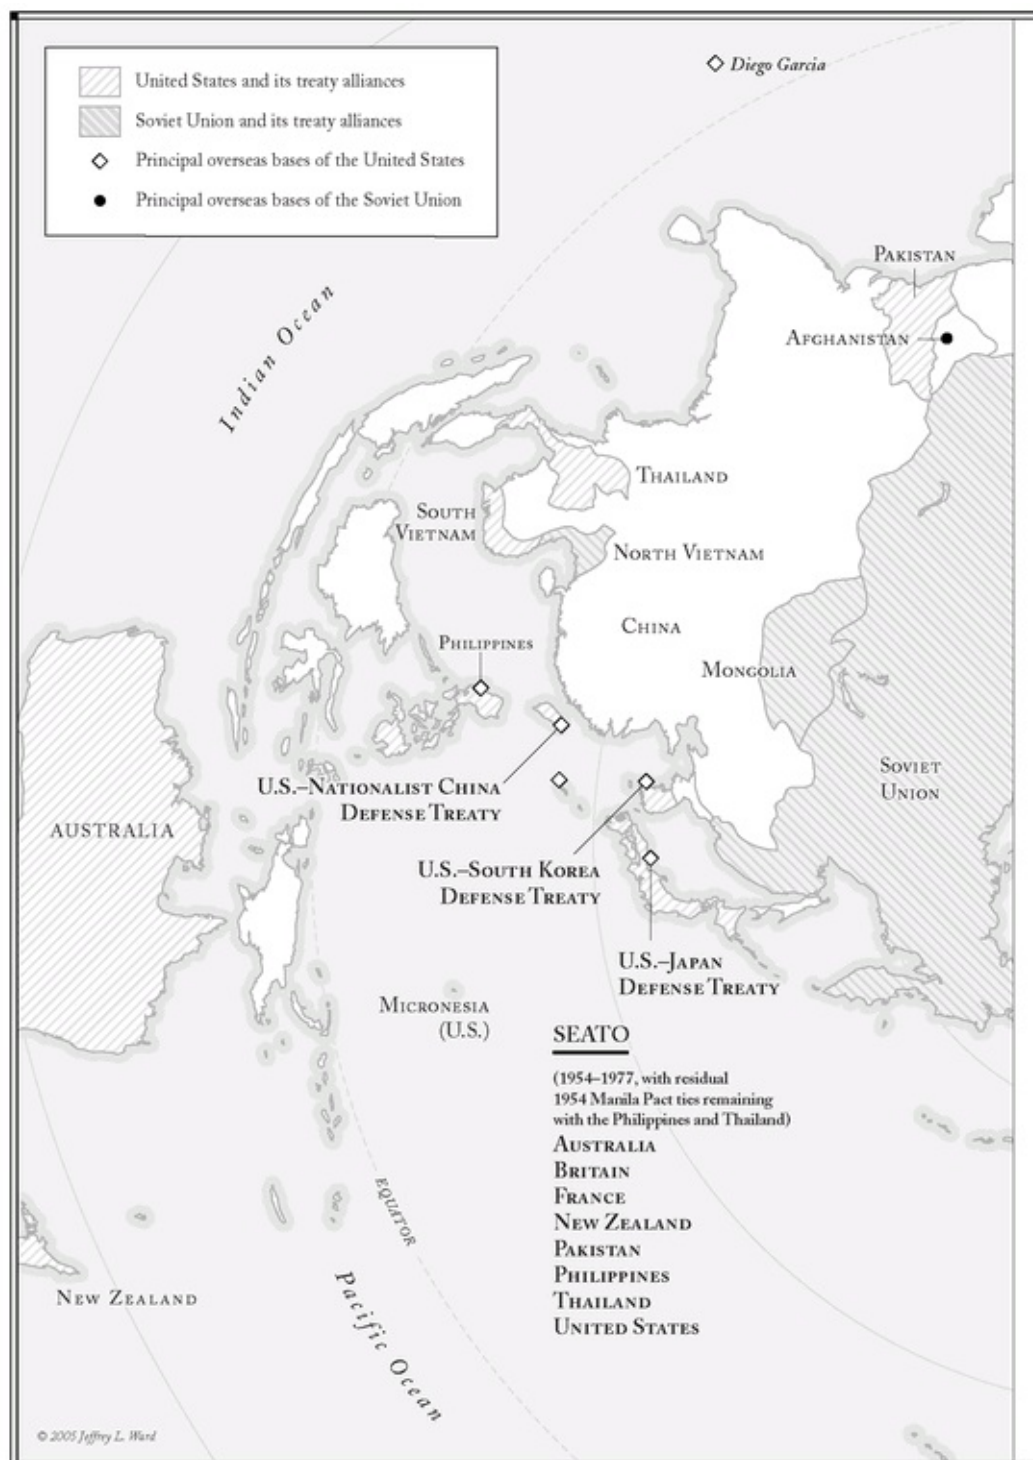 United States and its treaty alliances
Soviet Union and its treaty alliances
Principal overseas bases of the United States
Principal overseas bases of the Soviet Union
Diego Garcia
Indian Ocean
PAKISTAN
AFGHANISTAN
THAILAND
SOUTH
VIETNAM
NORTH VIETNAM
CHINA
PHILIPPINES
MONGOLIA
SOVIET
UNION
U.S.–NATIONALIST CHINA
DEFENSE TREATY
AUSTRALIA
U.S.–SOUTH KOREA
DEFENSE TREATY
U.S.–JAPAN
DEFENSE TREATY
MICRONESIA
(U.S.)
SEATO
(1954–1977, with residual
1954 Manila Pact ties remaining
with the Philippines and Thailand)
AUSTRALIA
BRITAIN
FRANCE
NEW ZEALAND
PAKISTAN
PHILIPPINES
THAILAND
UNITED STATES
EQUATOR
NEW ZEALAND
Pacific Ocean
© 2005 Jeffrey L. Ward